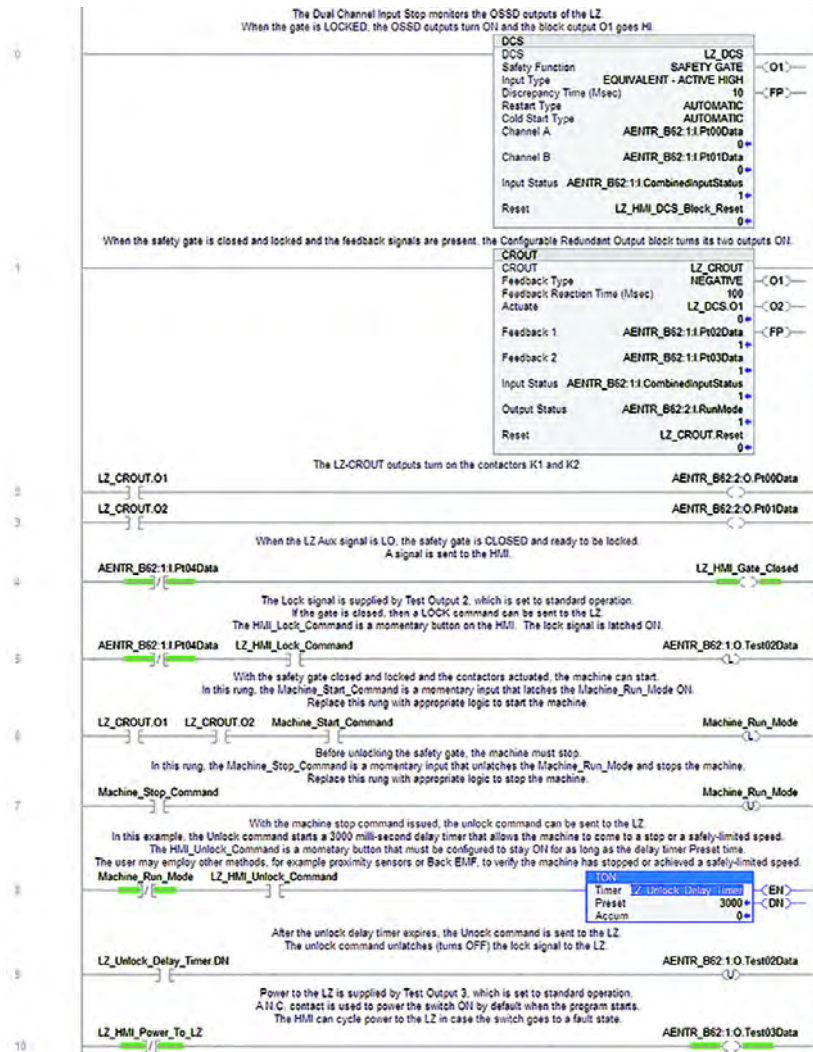 The Dual Channel Input Stop monitors the OSSD outputs of the LZ.
When the gate is LOCKED, the OSSD outputs turn ON and the block output O1 goes HI.
0
DCS
DCS LZ_DCS
Safety Function SAFETY GATE
Input Type EQUIVALENT - ACTIVE HIGH
Discrepancy Time (Msec) 10
Restart Type AUTOMATIC
Cold Start Type AUTOMATIC
Channel A AENTR_B62:1:I.Pt00Data
0
Channel B AENTR_B62:1:I.Pt01Data
0
Input Status AENTR_B62:1:I.CombinedInputStatus
1
Reset LZ_HMI_DCS_Block_Reset
0
O1
FP
When the safety gate is closed and locked and the feedback signals are present, the Configurable Redundant Output block turns its two outputs ON.
1
CROUT
CROUT LZ_CROUT
Feedback Type NEGATIVE
Feedback Reaction Time (Msec) 100
Actuate LZ_DCS.O1
0
Feedback 1 AENTR_B62:1:I.Pt02Data
1
Feedback 2 AENTR_B62:1:I.Pt03Data
1
Input Status AENTR_B62:1:I.CombinedInputStatus
1
Output Status AENTR_B62:2:I.RunMode
1
Reset LZ_CROUT.Reset
0
O1
O2
FP
The LZ-CROUT outputs turn on the contactors K1 and K2.
2
LZ_CROUT.O1 AENTR_B62:2:O.Pt00Data
3
LZ_CROUT.O2 AENTR_B62:2:O.Pt01Data
When the LZ Aux signal is LO, the safety gate is CLOSED and ready to be locked.
A signal is sent to the HMI.
4
AENTR_B62:1:I.Pt04Data LZ_HMI_Gate_Closed
The Lock signal is supplied by Test Output 2, which is set to standard operation.
If the gate is closed, then a LOCK command can be sent to the LZ.
The HMI_Lock_Command is a momentary button on the HMI. The lock signal is latched ON.
5
AENTR_B62:1:I.Pt04Data LZ_HMI_Lock_Command AENTR_B62:1:O.Test02Data
L
With the safety gate closed and locked and the contactors actuated, the machine can start.
In this rung, the Machine_Start_Command is a momentary input that latches the Machine_Run_Mode ON.
Replace this rung with appropriate logic to start the machine.
6
LZ_CROUT.O1 LZ_CROUT.O2 Machine_Start_Command Machine_Run_Mode
L
Before unlocking the safety gate, the machine must stop.
In this rung, the Machine_Stop_Command is a momentary input that unlatches the Machine_Run_Mode and stops the machine.
Replace this rung with appropriate logic to stop the machine.
7
Machine_Stop_Command Machine_Run_Mode
U
With the machine stop command issued, the unlock command can be sent to the LZ.
In this example, the Unlock command starts a 3000 milli-second delay timer that allows the machine to come to a stop or a safely-limited speed.
The HMI_Unlock_Command is a mometary button that must be configured to stay ON for as long as the delay timer Preset time.
The user may employ other methods, for example proximity sensors or Back EMF, to verify the machine has stopped or achieved a safely-limited speed.
8
Machine_Run_Mode LZ_HMI_Unlock_Command
TON
Timer LZ_Unlock_Delay_Timer
Preset 3000
Accum 0
EN
DN
After the unlock delay timer expires, the Unock command is sent to the LZ.
The unlock command unlatches (turns OFF) the lock signal to the LZ.
9
LZ_Unlock_Delay_Timer.DN AENTR_B62:1:O.Test02Data
U
Power to the LZ is supplied by Test Output 3, which is set to standard operation.
A N.C. contact is used to power the switch ON by default when the program starts.
The HMI can cycle power to the LZ in case the switch goes to a fault state.
10
LZ_HMI_Power_To_LZ AENTR_B62:1:O.Test03Data